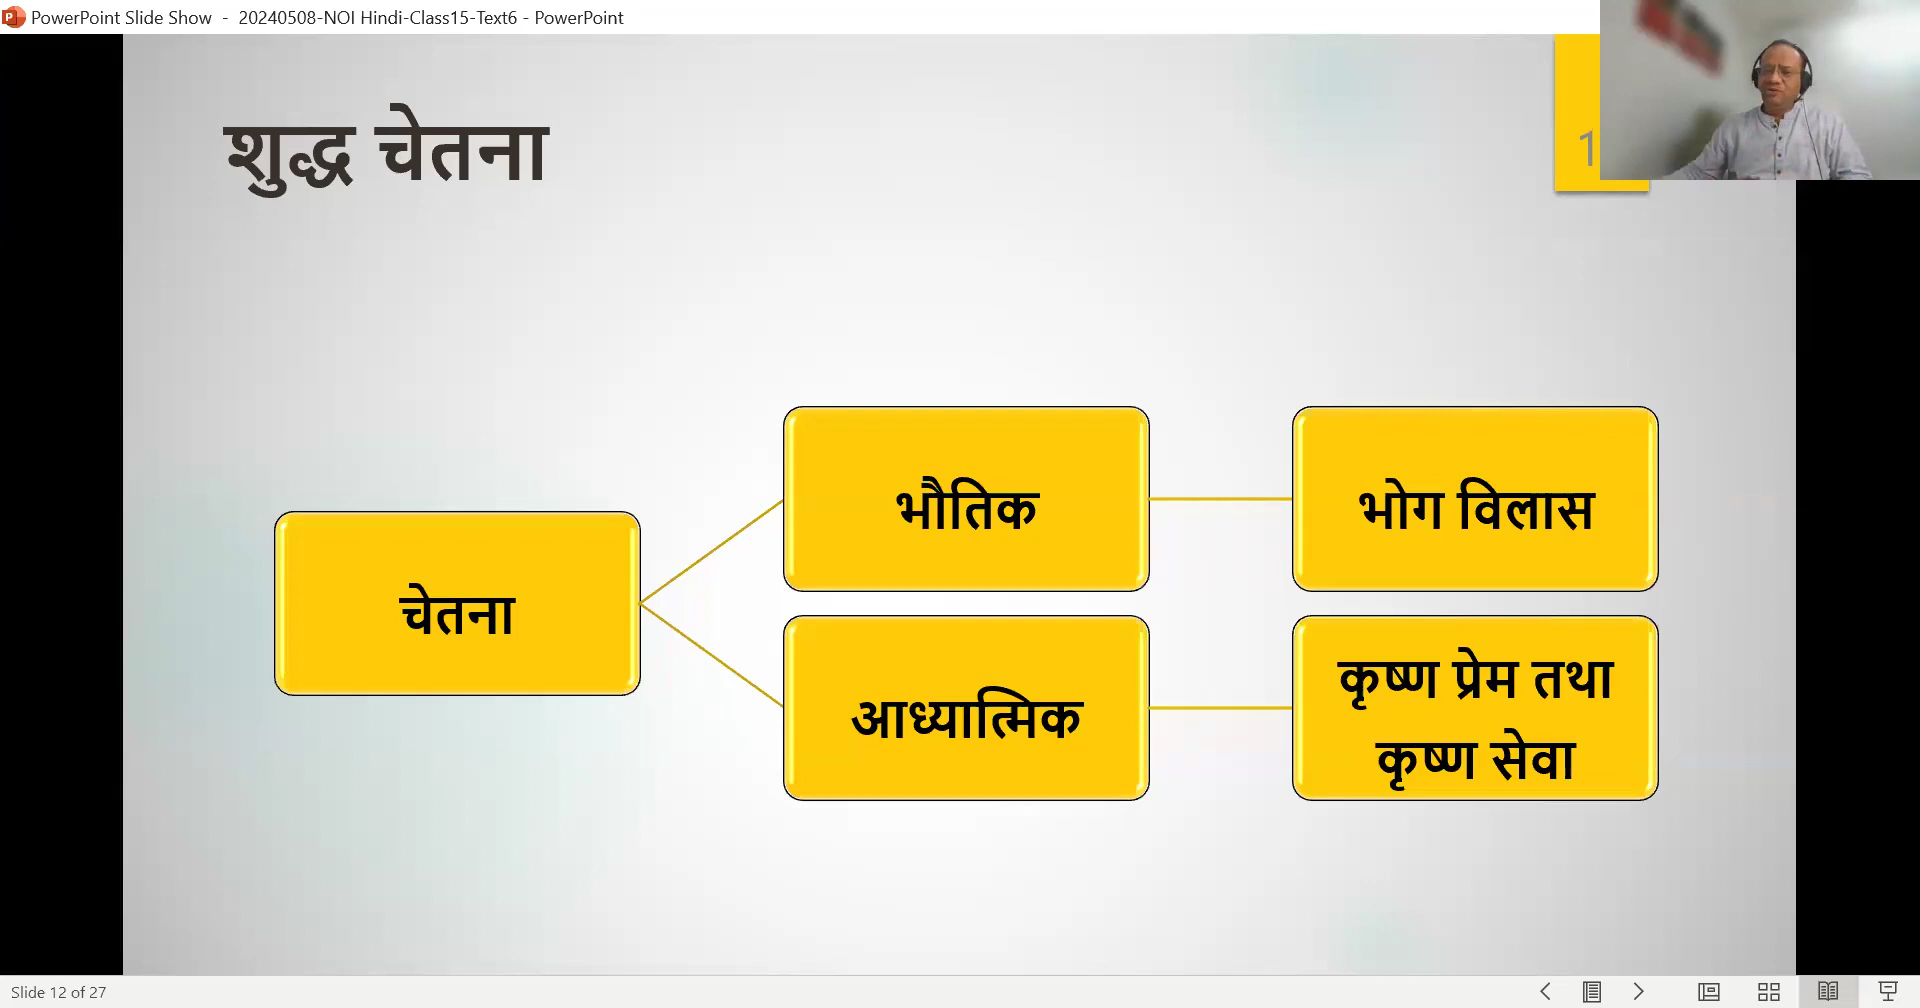 PowerPoint Slide Show - 20240508-NOI Hindi-Class15-Text6 - PowerPoint
शुद्ध चेतना
1
चेतना
भौतिक
भोग विलास
आध्यात्मिक
कृष्ण प्रेम तथा
कृष्ण सेवा
Slide 12 of 27